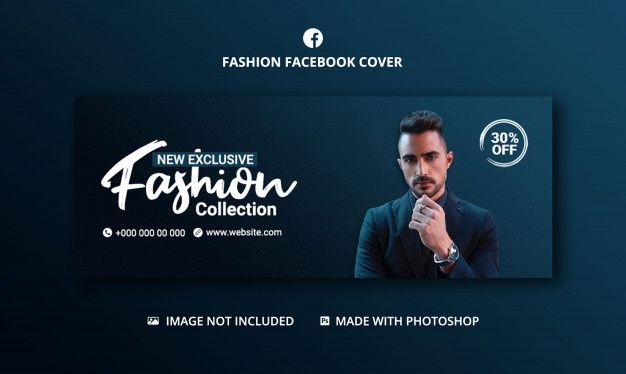 FASHION FACEBOOK COVER
NEW EXCLUSIVE
Fashion
Collection
30%
OFF
+000 000 00 000 www.website.com
IMAGE NOT INCLUDED MADE WITH PHOTOSHOP